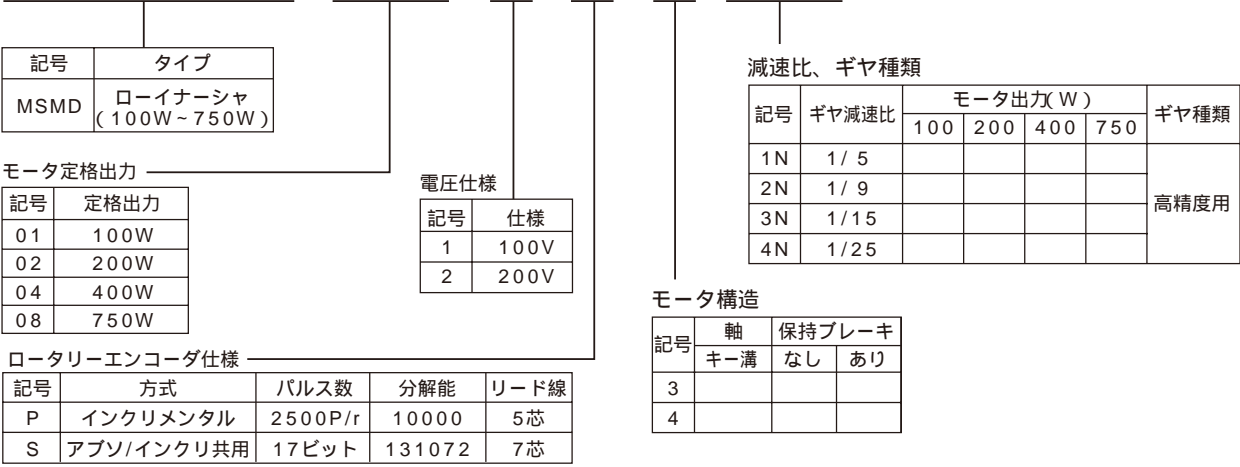 記号 タイプ
MSMD ローイナーシャ
(100W~750W)
モータ定格出力
記号 定格出力
01 100W
02 200W
04 400W
08 750W
電圧仕様
記号 仕様
1 100V
2 200V
ロータリーエンコーダ仕様
記号 方式 パルス数 分解能 リード線
P インクリメンタル 2500P/r 10000 5芯
S アブソ/インクリ共用 17ビット 131072 7芯
減速比、ギヤ種類
記号 ギヤ減速比 モータ出力(W) ギヤ種類
100 200 400 750
1N 1/5
2N 1/9
3N 1/15
4N 1/25
高精度用
モータ構造
記号 軸 保持ブレーキ
キー溝 なし あり
3
4